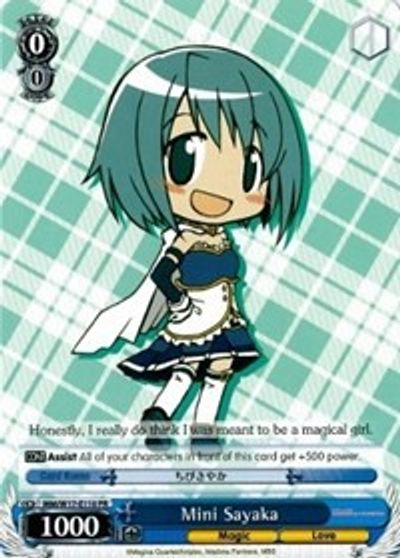 0
0
Honestly, I really do think I was meant to be a magical girl.
CONT Assist All of your characters in front of this card get +500 power.
Card Name ちびさやか
1000
Mini Sayaka
Magic Love